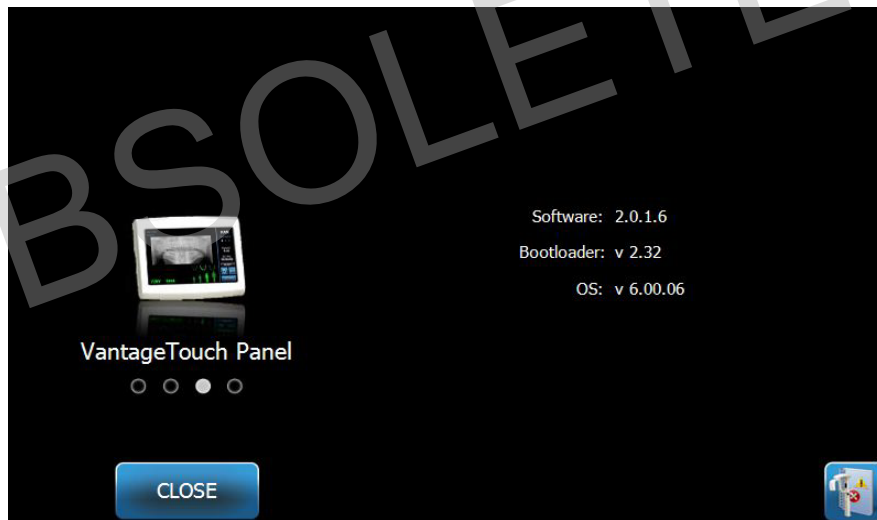 BSOLETE
Software: 2.0.1.6
Bootloader: v 2.32
OS: v 6.00.06
VantageTouch Panel
CLOSE